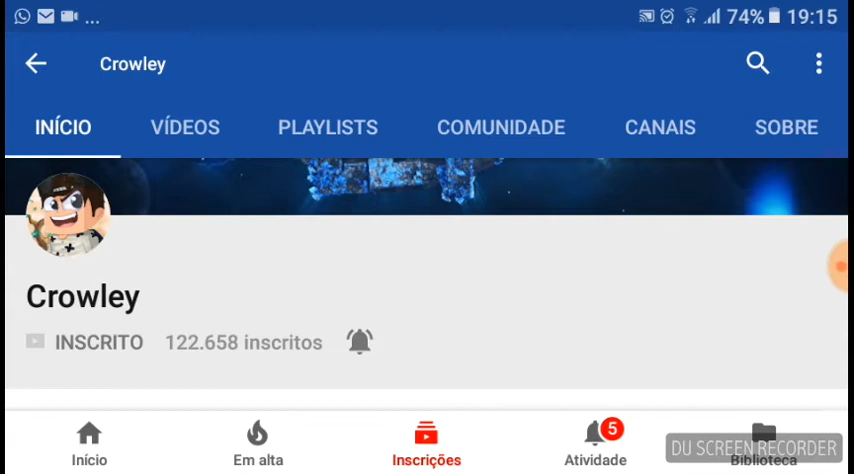 ... 74% 19:15
Crowley
INÍCIO VÍDEOS PLAYLISTS COMUNIDADE CANAIS SOBRE
Crowley
INSCRITO 122.658 inscritos
5
Início Em alta Inscrições Atividade Biblioteca
DU SCREEN RECORDER